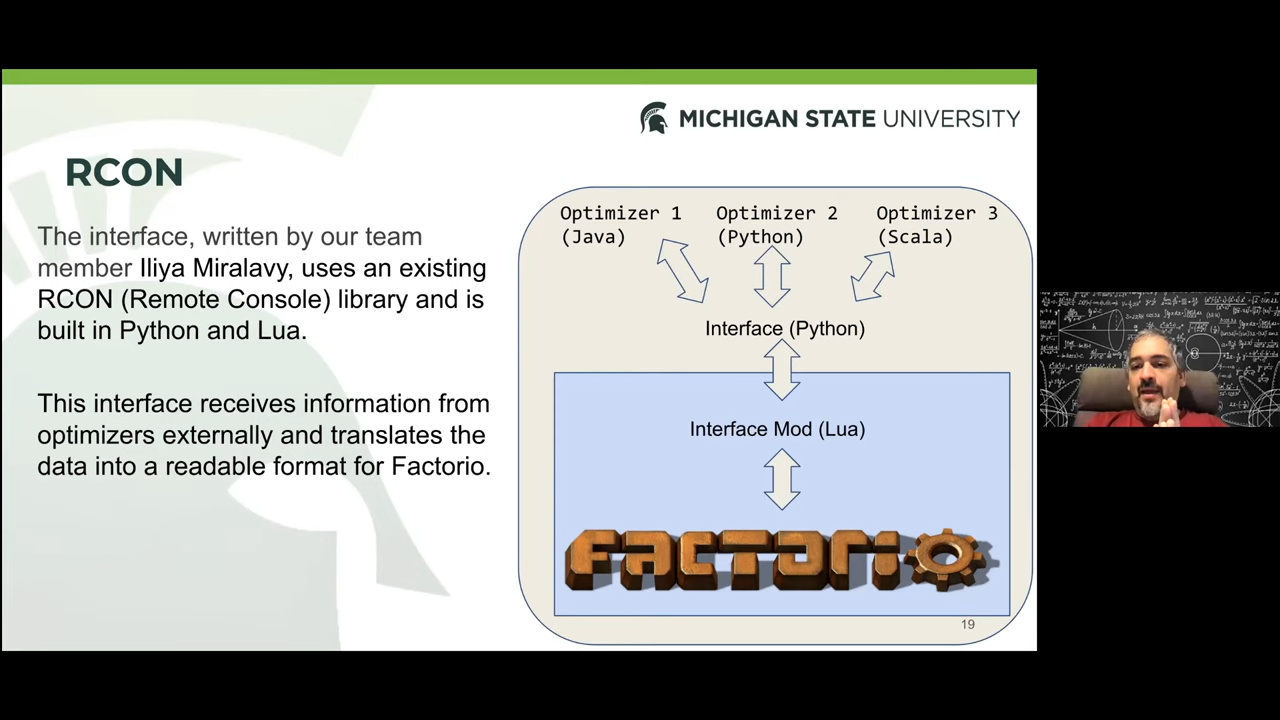 MICHIGAN STATE UNIVERSITY
RCON
The interface, written by our team
member Iliya Miralavy, uses an existing
RCON (Remote Console) library and is
built in Python and Lua.
This interface receives information from
optimizers externally and translates the
data into a readable format for Factorio.
Optimizer 1
(Java)
Optimizer 2
(Python)
Optimizer 3
(Scala)
Interface (Python)
Interface Mod (Lua)
FACTORIO
19